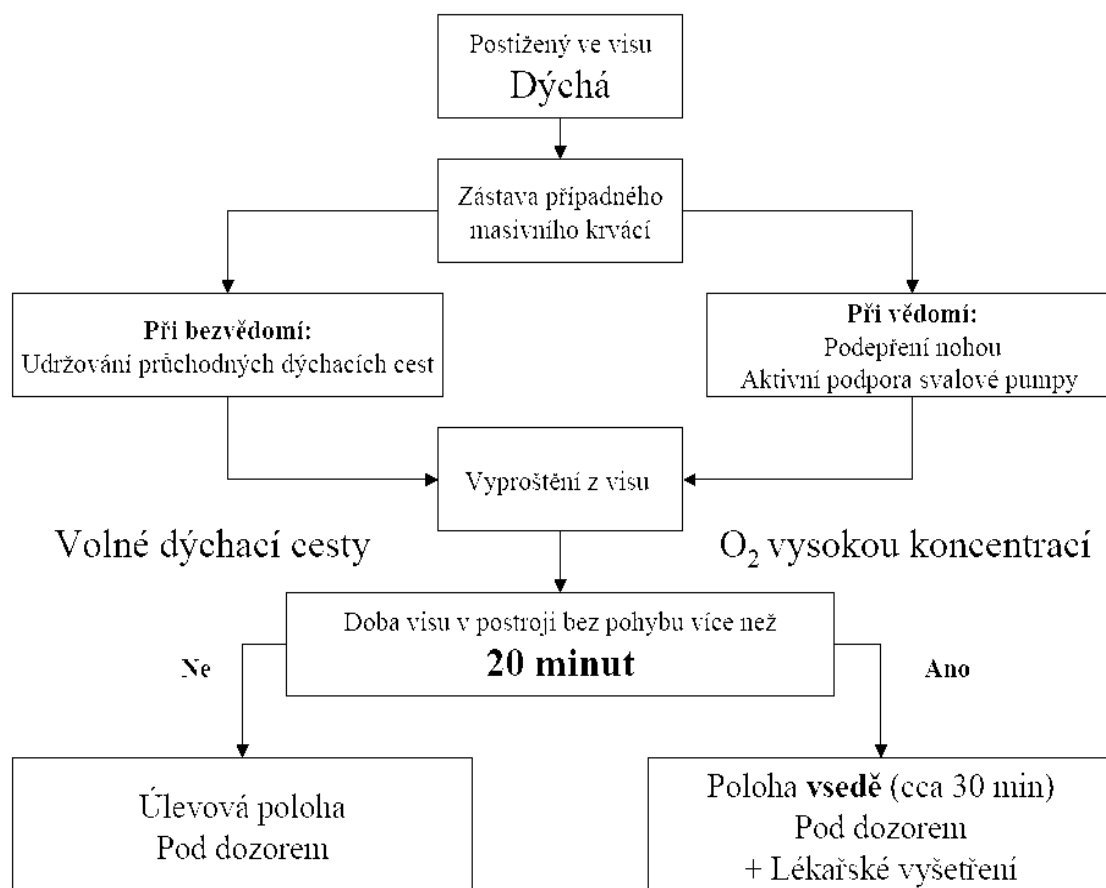 Postižený ve visu
Dýchá
Zástava případného
masivního krvácí
Při bezvědomí:
Udržování průchodných dýchacích cest
Při vědomí:
Podepření nohou
Aktivní podpora svalové pumpy
Vyproštění z visu
Volné dýchací cesty
O₂ vysokou koncentrací
Doba visu v postroji bez pohybu více než
20 minut
Ne
Ano
Úlevová poloha
Pod dozorem
Poloha vsedě (cca 30 min)
Pod dozorem
+ Lékařské vyšetření